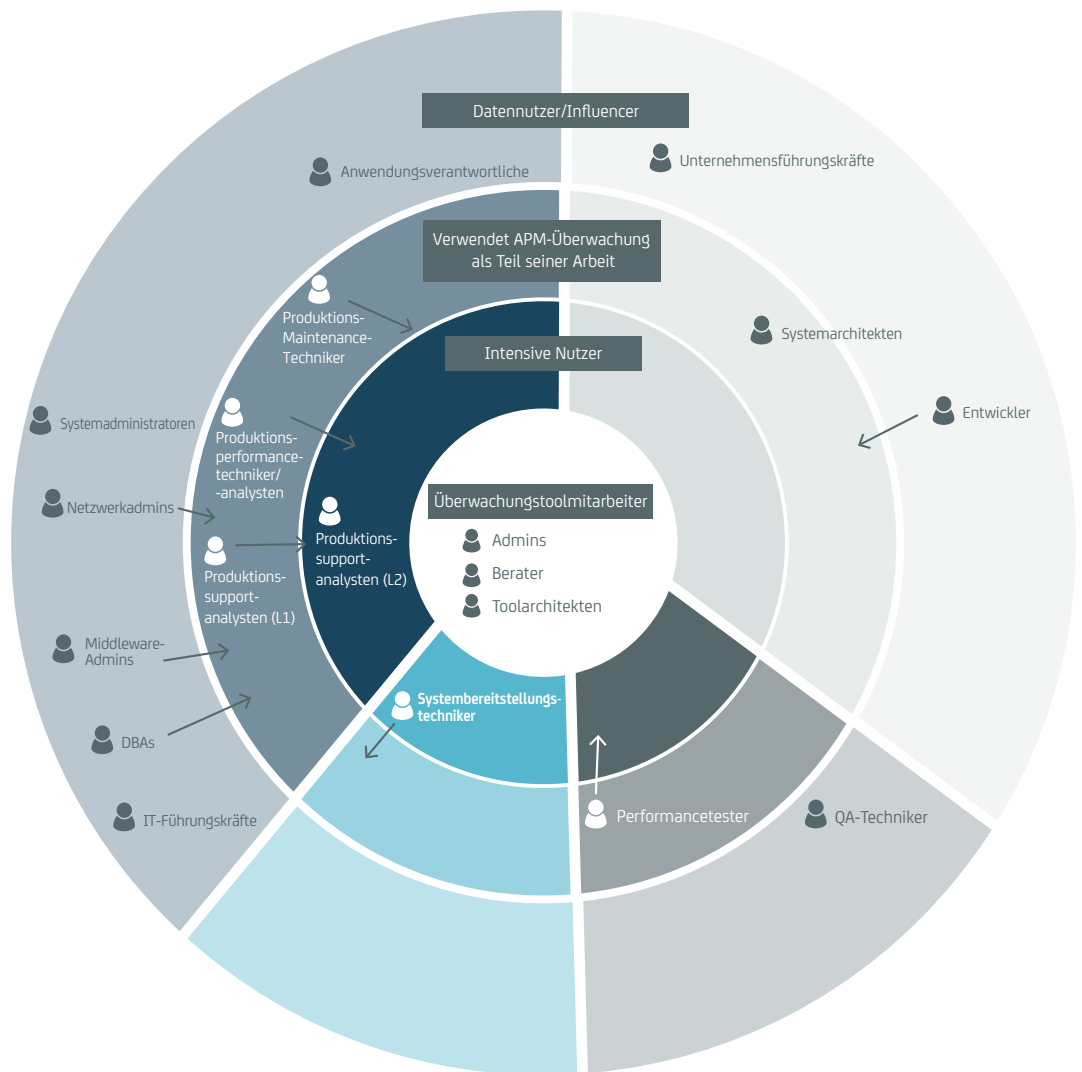 Datennutzer/Influencer
Unternehmensführungskräfte
Anwendungsverantwortliche
Verwendet APM-Überwachung
als Teil seiner Arbeit
Produktions-
Maintenance-
Techniker
Systemarchitekten
Intensive Nutzer
Entwickler
Systemadministratoren
Produktions-
performance-
techniker/
-analysten
Netzwerkadmins
Überwachungstoolmitarbeiter
Admins
Berater
Toolarchitekten
Produktions-
support-
analysten (L2)
Produktions-
support-
analysten (L1)
Middleware-
Admins
Systembereitstellungs-
techniker
DBAs
IT-Führungskräfte
Performancetester
QA-Techniker